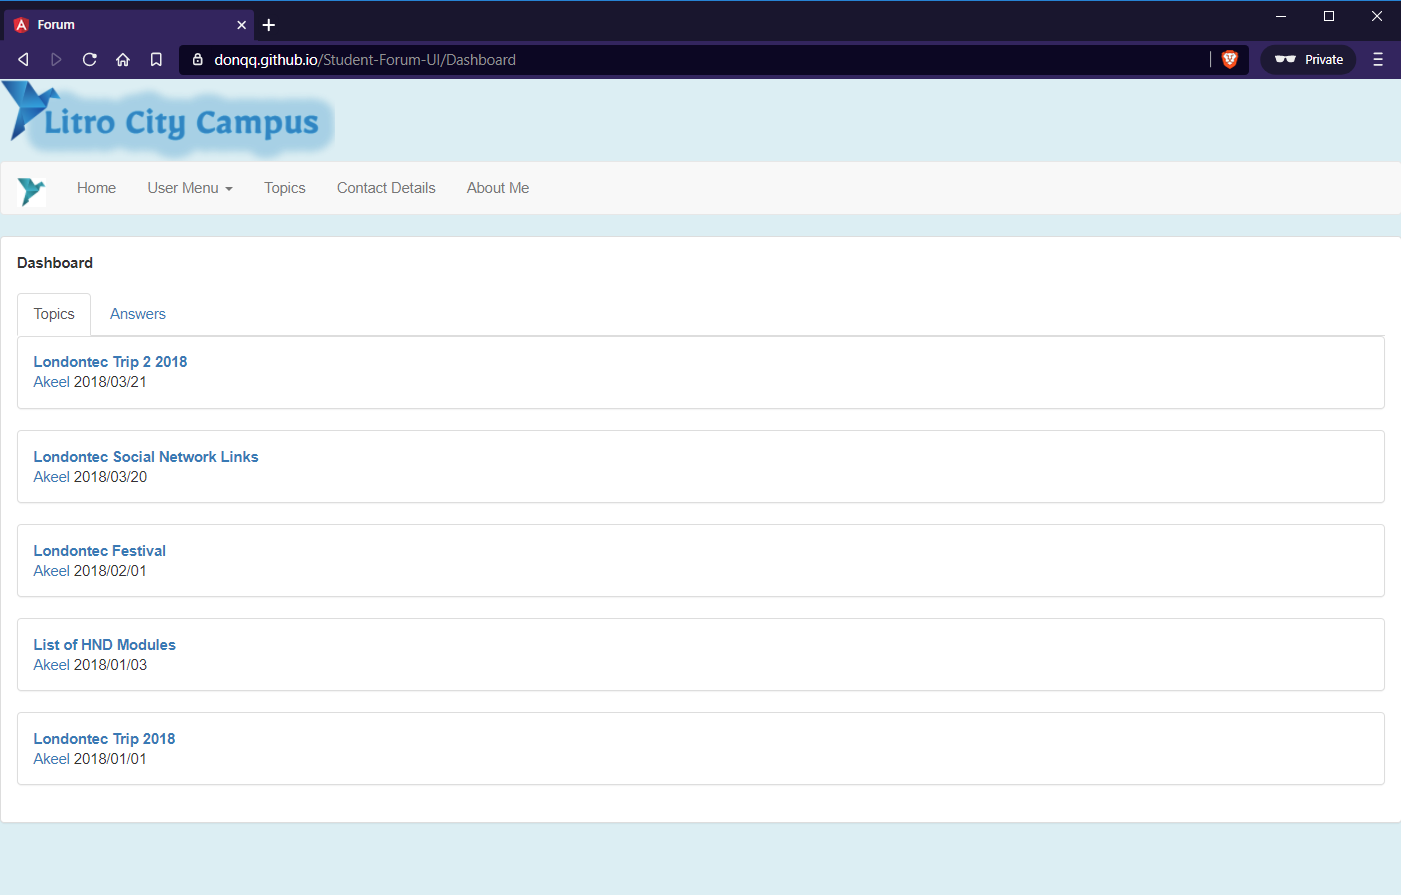 Forum
donqq.github.io/Student-Forum-UI/Dashboard
Private
Litro City Campus
Home User Menu Topics Contact Details About Me
Dashboard
Topics Answers
Londontec Trip 2 2018
Akeel 2018/03/21
Londontec Social Network Links
Akeel 2018/03/20
Londontec Festival
Akeel 2018/02/01
List of HND Modules
Akeel 2018/01/03
Londontec Trip 2018
Akeel 2018/01/01